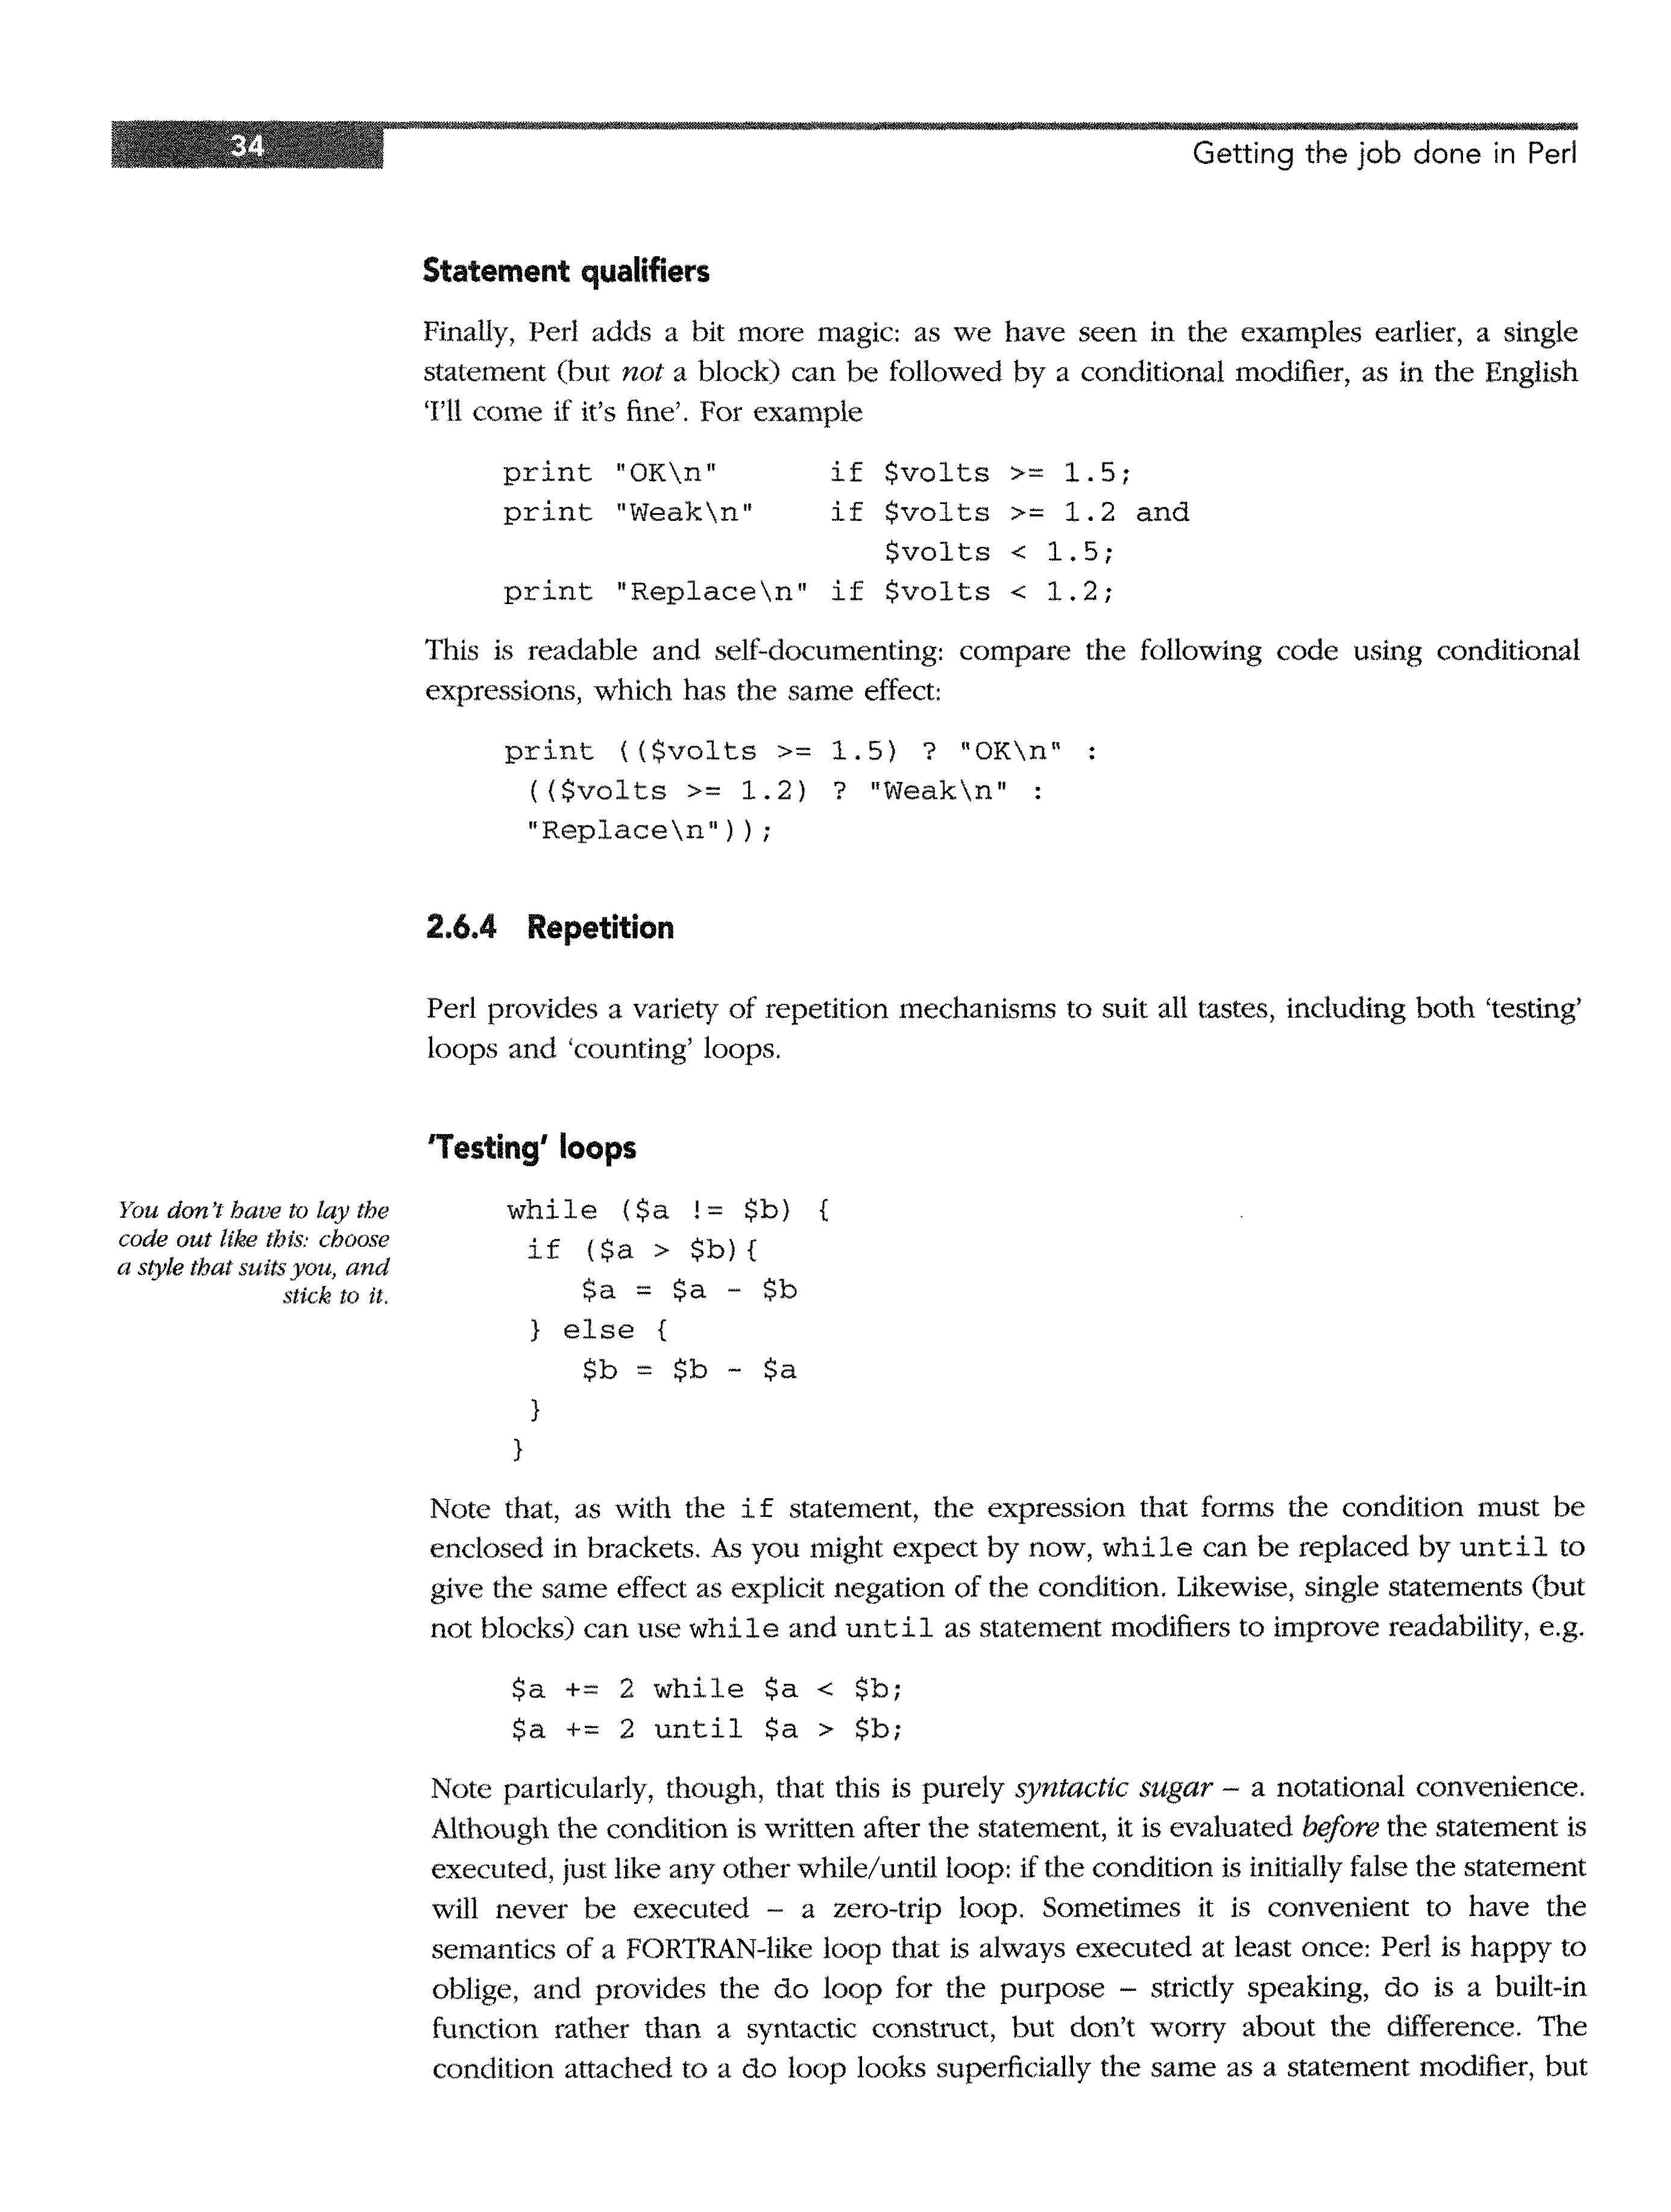 34
Getting the job done in Perl
Statement qualifiers
Finally, Perl adds a bit more magic: as we have seen in the examples earlier, a single
statement (but not a block) can be followed by a conditional modifier, as in the English
‘I’ll come if it’s fine’. For example
print "OK\n"      if $volts >= 1.5;
print "Weak\n"    if $volts >= 1.2 and
                     $volts < 1.5;
print "Replace\n" if $volts < 1.2;
This is readable and self-documenting: compare the following code using conditional
expressions, which has the same effect:
print (($volts >= 1.5) ? "OK\n" :
 (($volts >= 1.2) ? "Weak\n" :
 "Replace\n"));
2.6.4 Repetition
Perl provides a variety of repetition mechanisms to suit all tastes, including both ‘testing’
loops and ‘counting’ loops.
'Testing' loops
You don’t have to lay the
code out like this: choose
a style that suits you, and
stick to it.
while ($a != $b) {
 if ($a > $b){
    $a = $a - $b
 } else {
    $b = $b - $a
 }
}
Note that, as with the if statement, the expression that forms the condition must be
enclosed in brackets. As you might expect by now, while can be replaced by until to
give the same effect as explicit negation of the condition. Likewise, single statements (but
not blocks) can use while and until as statement modifiers to improve readability, e.g.
$a += 2 while $a < $b;
$a += 2 until $a > $b;
Note particularly, though, that this is purely syntactic sugar – a notational convenience.
Although the condition is written after the statement, it is evaluated before the statement is
executed, just like any other while/until loop: if the condition is initially false the statement
will never be executed – a zero-trip loop. Sometimes it is convenient to have the
semantics of a FORTRAN-like loop that is always executed at least once: Perl is happy to
oblige, and provides the do loop for the purpose – strictly speaking, do is a built-in
function rather than a syntactic construct, but don’t worry about the difference. The
condition attached to a do loop looks superficially the same as a statement modifier, but